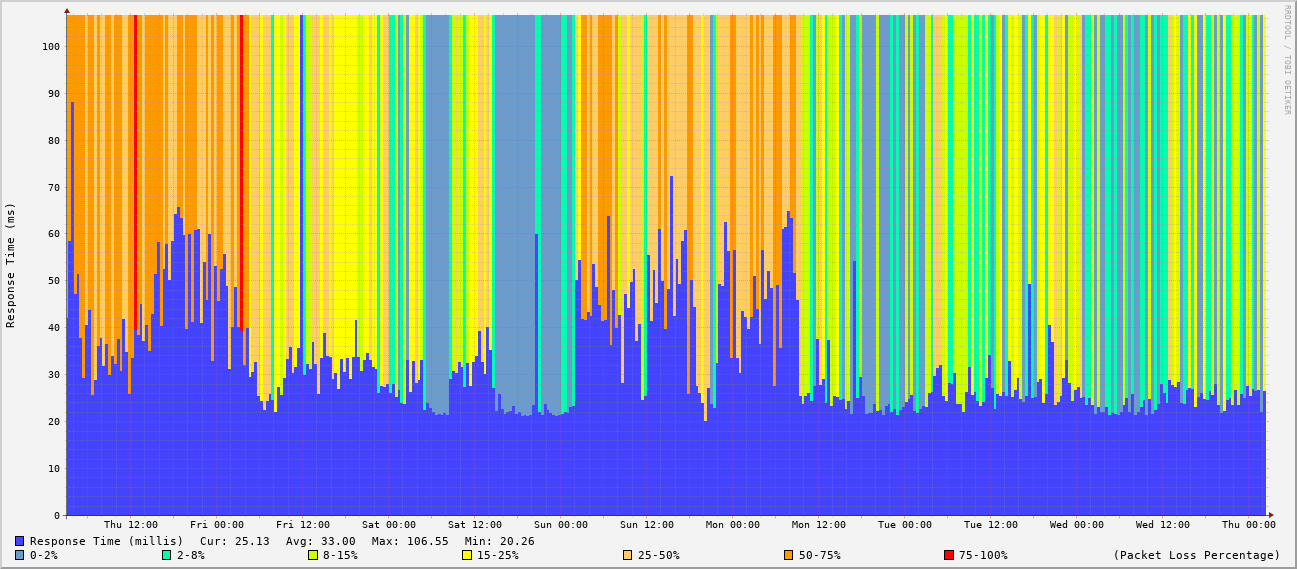 RRDTOOL / TOBI OETIKER
Response Time (ms)
100
90
80
70
60
50
40
30
20
10
0
Thu 12:00 Fri 00:00 Fri 12:00 Sat 00:00 Sat 12:00 Sun 00:00 Sun 12:00 Mon 00:00 Mon 12:00 Tue 00:00 Tue 12:00 Wed 00:00 Wed 12:00 Thu 00:00
Response Time (millis) Cur: 25.13 Avg: 33.00 Max: 106.55 Min: 20.26
0-2% 2-8% 8-15% 15-25% 25-50% 50-75% 75-100% (Packet Loss Percentage)